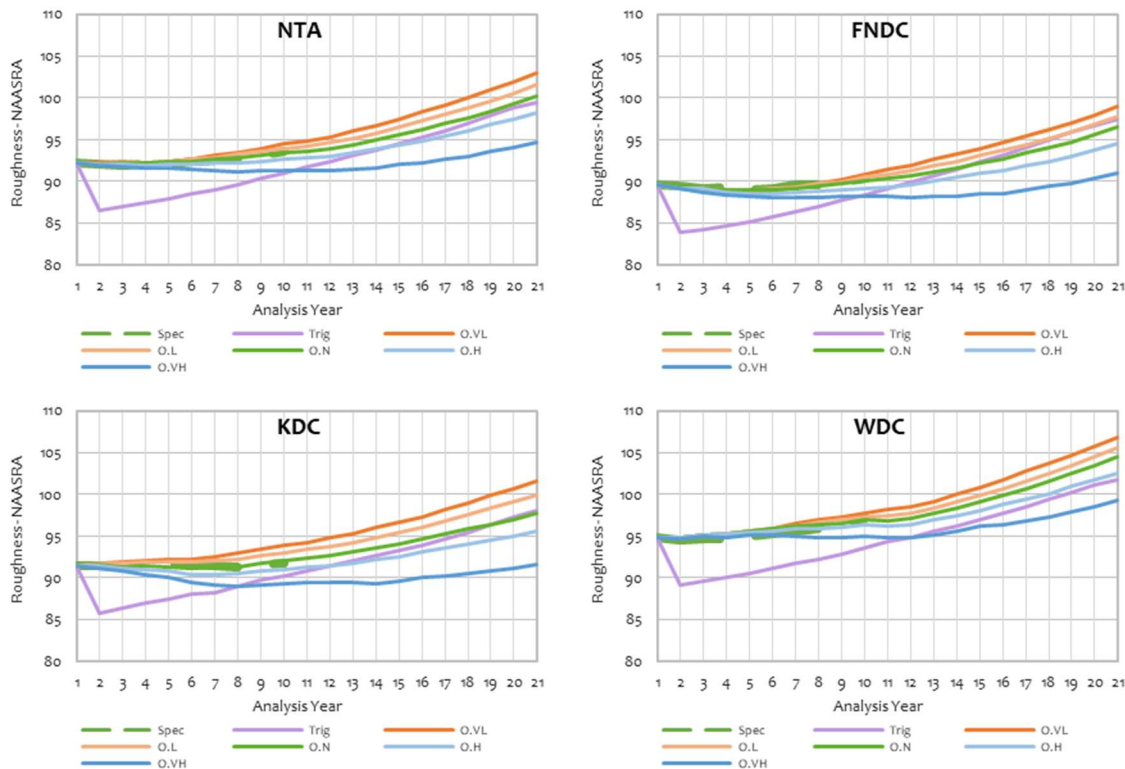 NTA
110
105
100
95
90
85
80
Roughness- NAASRA
1 2 3 4 5 6 7 8 9 10 11 12 13 14 15 16 17 18 19 20 21
Analysis Year
Spec Trig O.VL
O.L O.N O.H
O.VH
FNDC
110
105
100
95
90
85
80
Roughness- NAASRA
1 2 3 4 5 6 7 8 9 10 11 12 13 14 15 16 17 18 19 20 21
Analysis Year
Spec Trig O.VL
O.L O.N O.H
O.VH
KDC
110
105
100
95
90
85
80
Roughness- NAASRA
1 2 3 4 5 6 7 8 9 10 11 12 13 14 15 16 17 18 19 20 21
Analysis Year
Spec Trig O.VL
O.L O.N O.H
O.VH
WDC
110
105
100
95
90
85
80
Roughness- NAASRA
1 2 3 4 5 6 7 8 9 10 11 12 13 14 15 16 17 18 19 20 21
Analysis Year
Spec Trig O.VL
O.L O.N O.H
O.VH